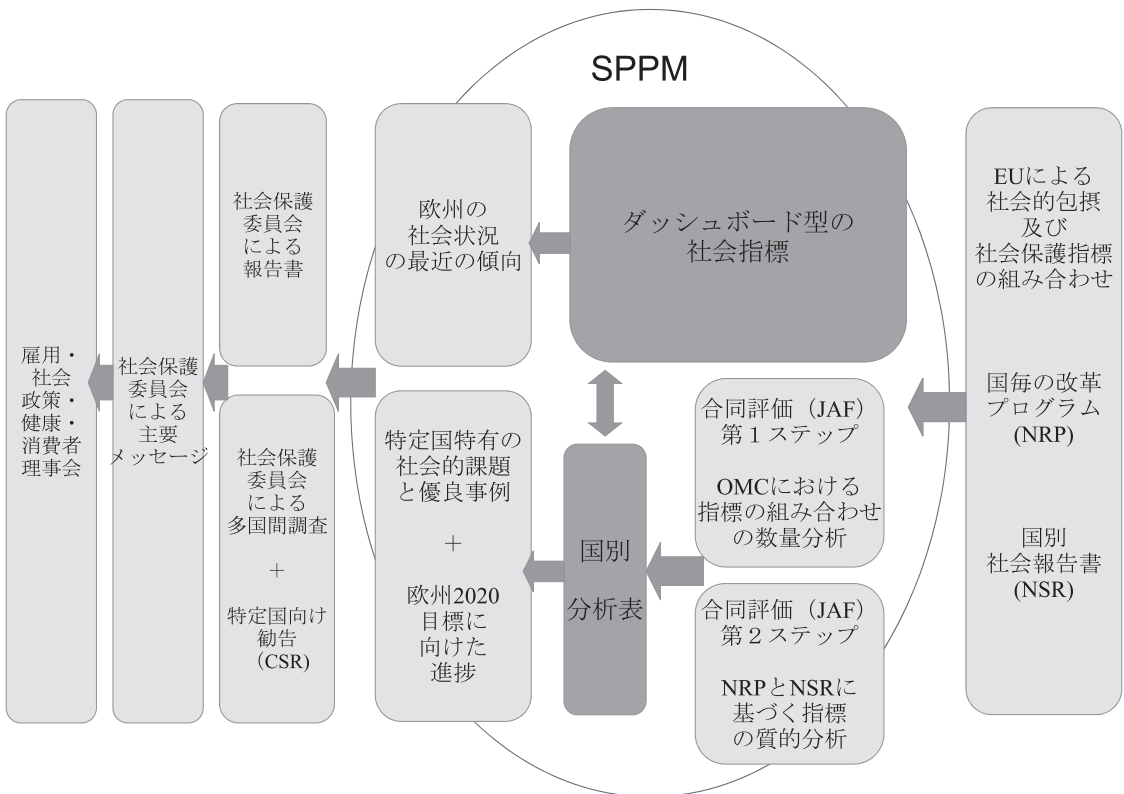 SPPM
雇用・
社会
政策・
健康・
消費者
理事会
社会保護
委員会
による
主要
メッセージ
社会保護
委員会
による
報告書
社会保護
委員会
による
多国間調査
+
特定国向け
勧告
（CSR)
欧州の
社会状況
の最近の傾向
特定国特有の
社会的課題
と優良事例
+
欧州2020
目標に
向けた
進捗
ダッシュボード型の
社会指標
国別
分析表
合同評価（JAF）
第１ステップ
OMCにおける
指標の組み合わせ
の数量分析
合同評価（JAF）
第２ステップ
NRPとNSRに
基づく指標
の質的分析
EUによる
社会的包摂
及び
社会保護指標
の組み合わせ
国毎の改革
プログラム
(NRP)
国別
社会報告書
(NSR)